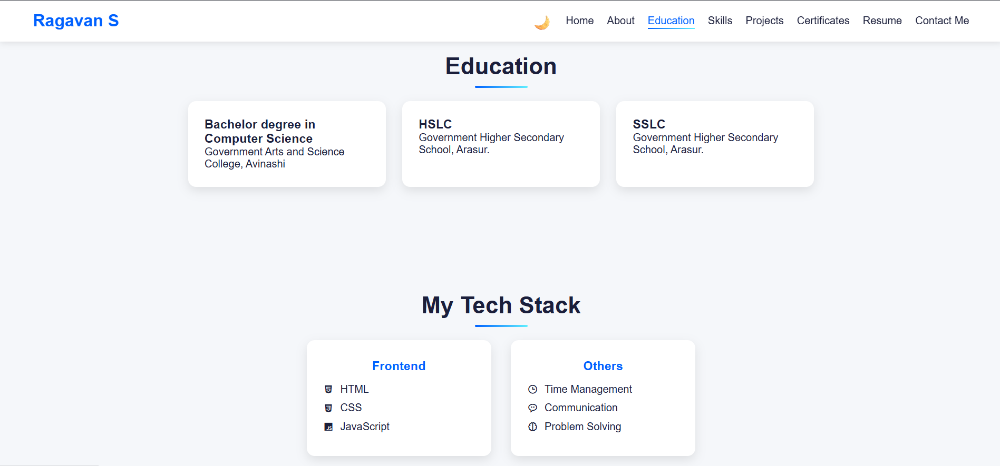 Ragavan S
Home About Education Skills Projects Certificates Resume Contact Me
Education
Bachelor degree in
Computer Science
Government Arts and Science
College, Avinashi
HSLC
Government Higher Secondary
School, Arasur.
SSLC
Government Higher Secondary
School, Arasur.
My Tech Stack
Frontend
HTML
CSS
JavaScript
Others
Time Management
Communication
Problem Solving